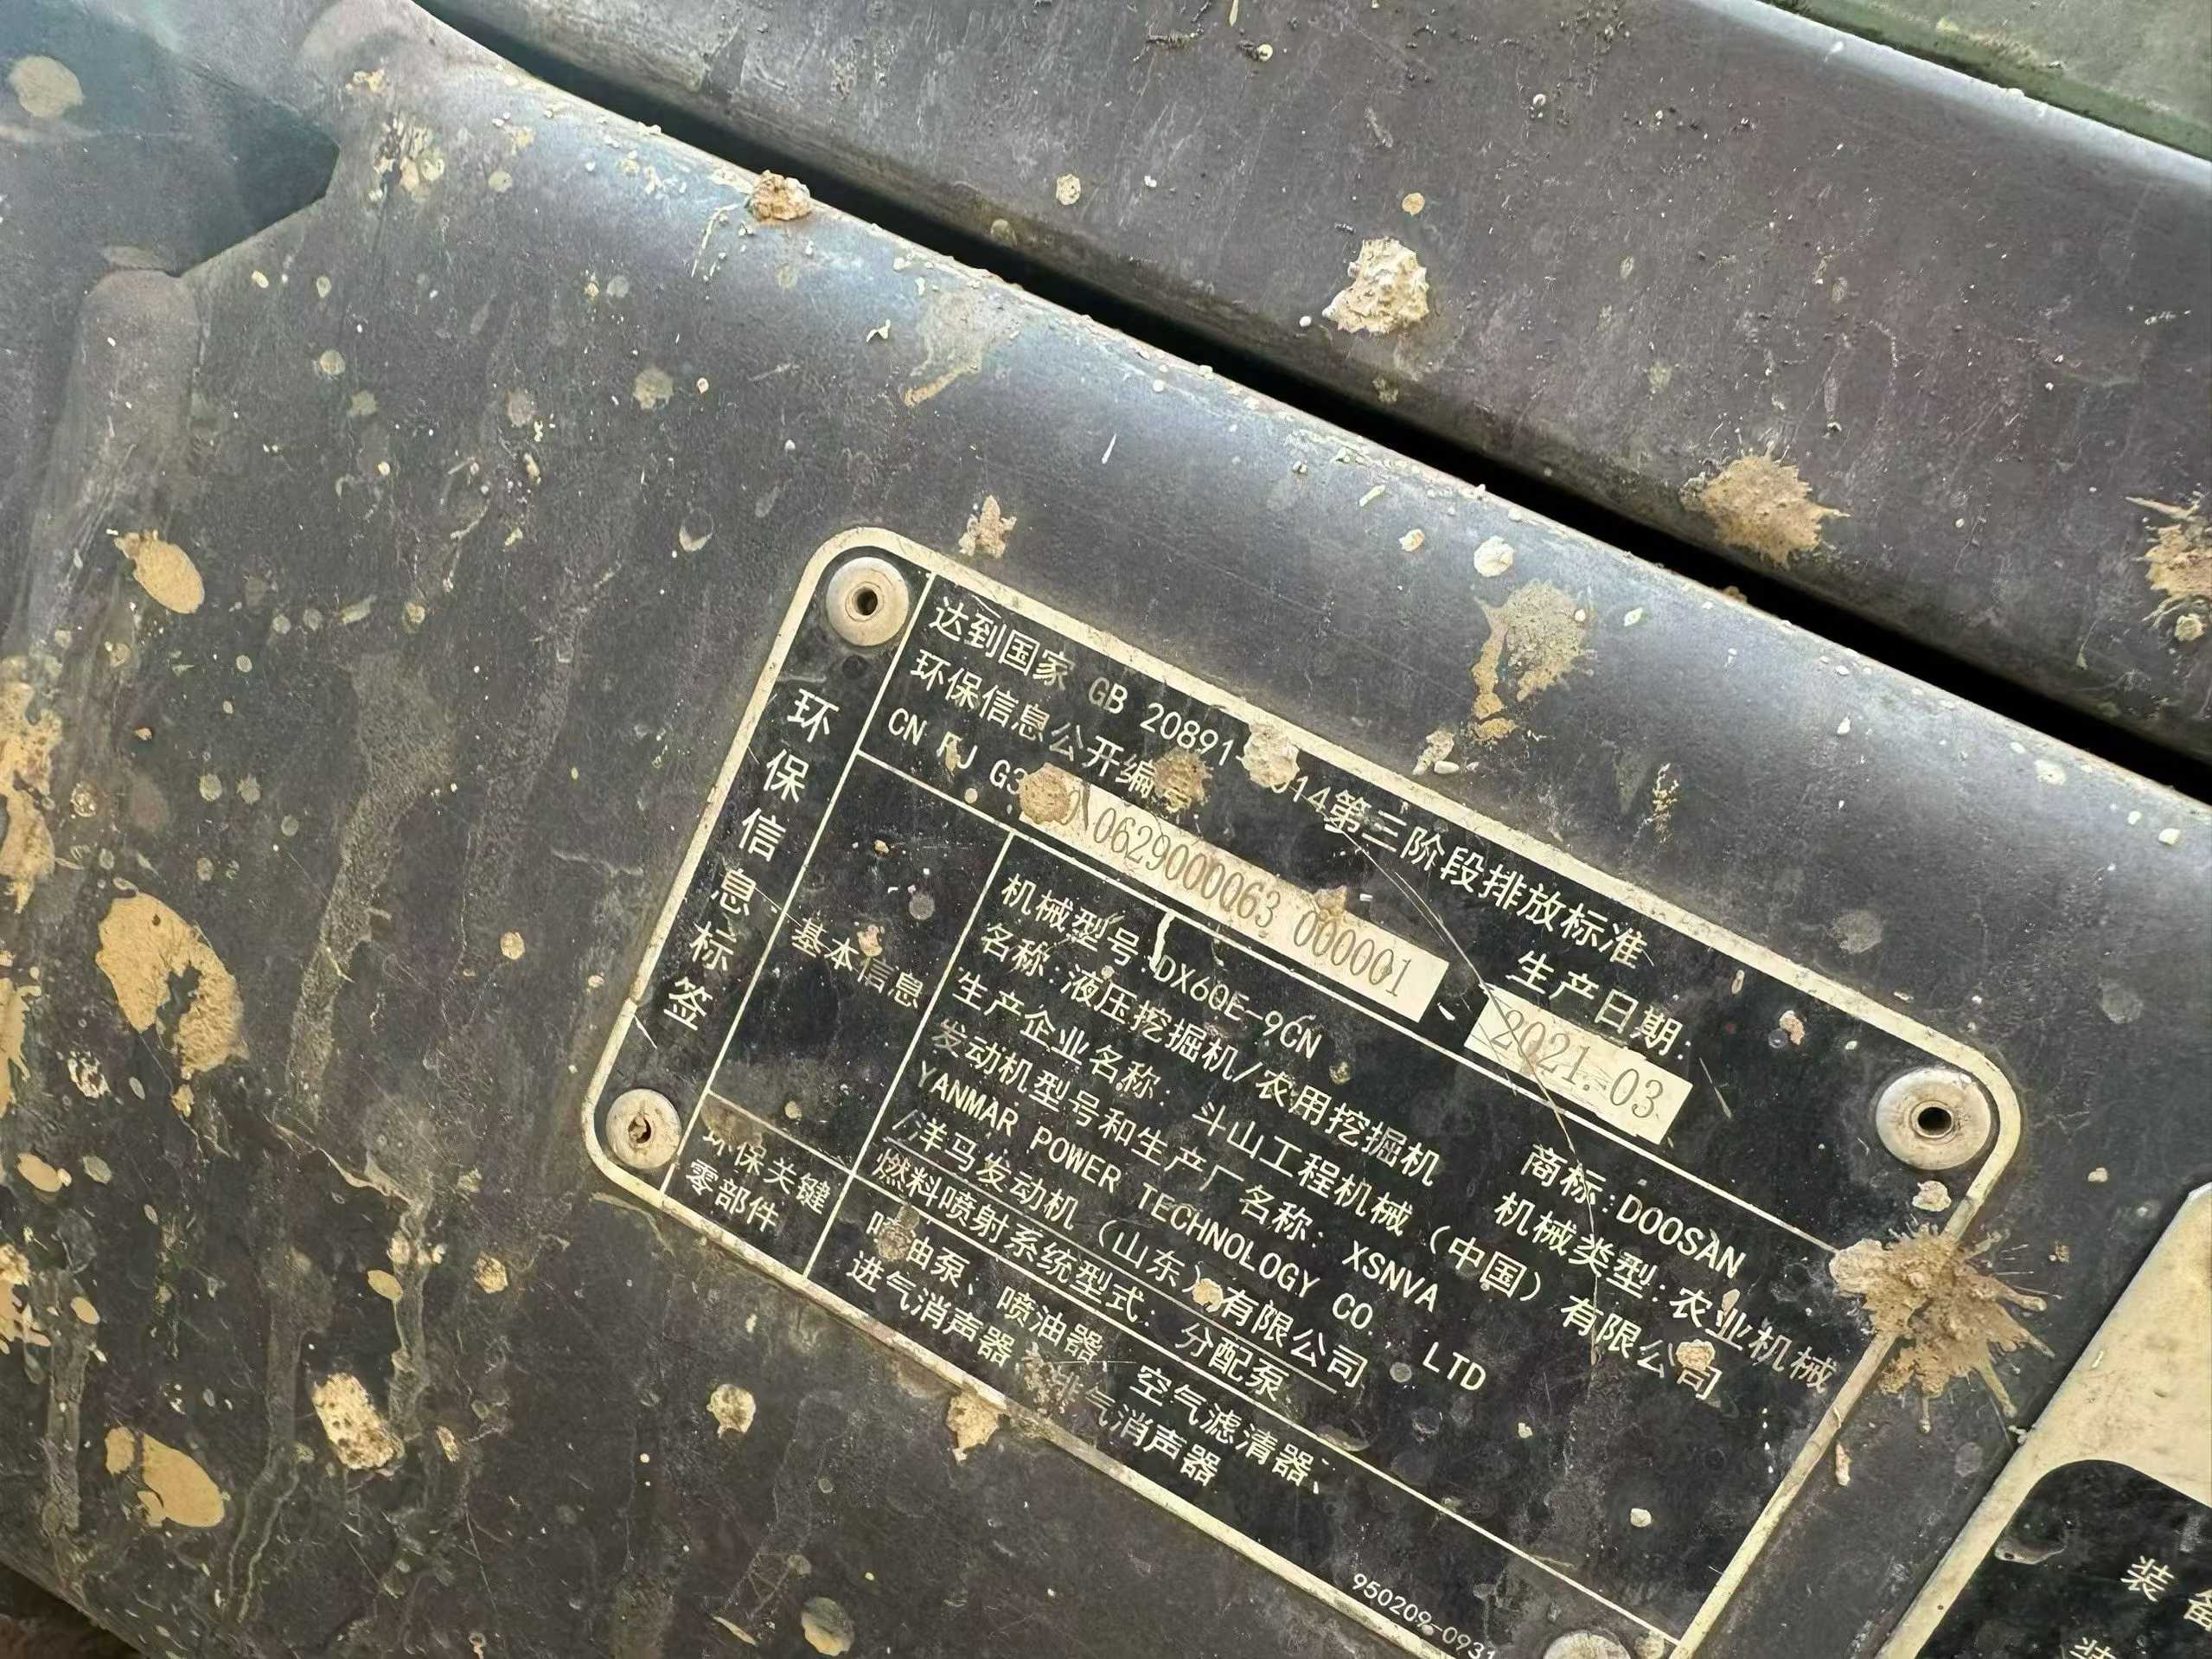 环保信息标签
达到国家 GB 20891 014第三阶段排放标准
环保信息公开编号
生产日期:
CN FJ G3 0629000063 000001
2021.03
基本信息
机械型号:DX60E-9CN
商标:DOOSAN
名称:液压挖掘机/农用挖掘机
机械类型:农业机械
生产企业名称: 斗山工程机械(中国)有限公司
发动机型号和生产厂名称: XSNVA
YANMAR POWER TECHNOLOGY CO., LTD
/洋马发动机(山东)有限公司
燃料喷射系统型式: 分配泵
环保关键
零部件
喷油泵、喷油器、空气滤清器、
进气消声器、排气消声器
950209-0931
装备
装